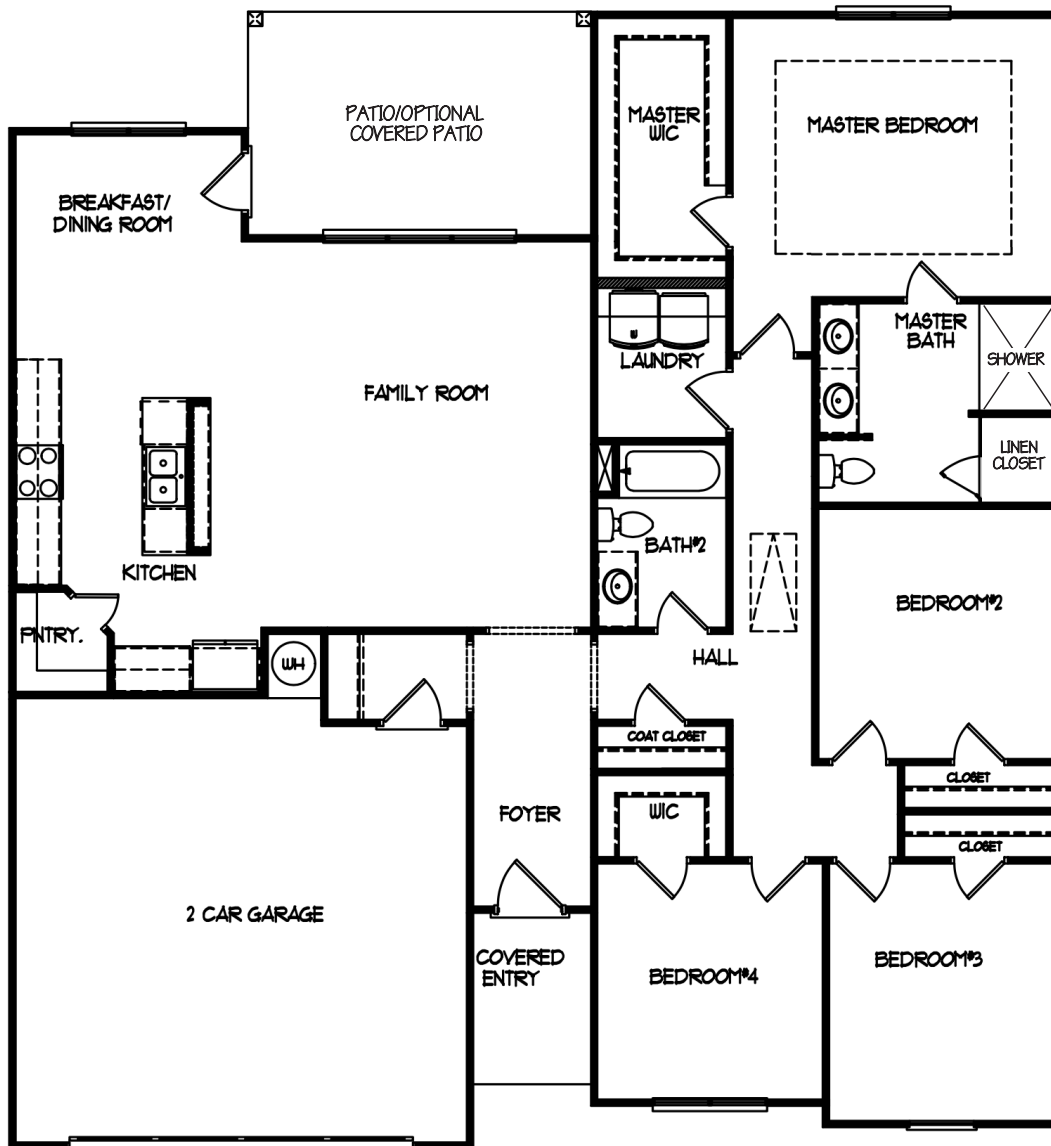 PATIO/OPTIONAL
COVERED PATIO
MASTER
WIC
MASTER BEDROOM
BREAKFAST/
DINING ROOM
MASTER
BATH
SHOWER
W
LAUNDRY
FAMILY ROOM
LINEN
CLOSET
BATH#2
KITCHEN
BEDROOM#2
PNTRY.
WH
HALL
COAT CLOSET
CLOSET
FOYER
WIC
CLOSET
2 CAR GARAGE
COVERED
ENTRY
BEDROOM#4
BEDROOM#3